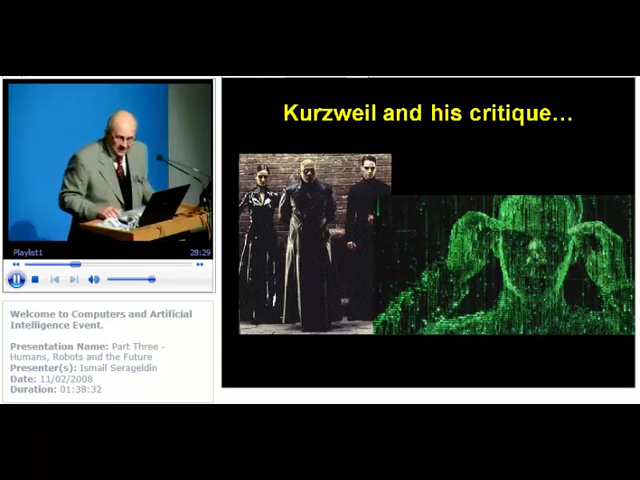 Kurzweil and his critique…
Playlist1 28:29
Welcome to Computers and Artificial
Intelligence Event.
Presentation Name: Part Three -
Humans, Robots and the Future
Presenter(s): Ismail Serageldin
Date: 11/02/2008
Duration: 01:38:32